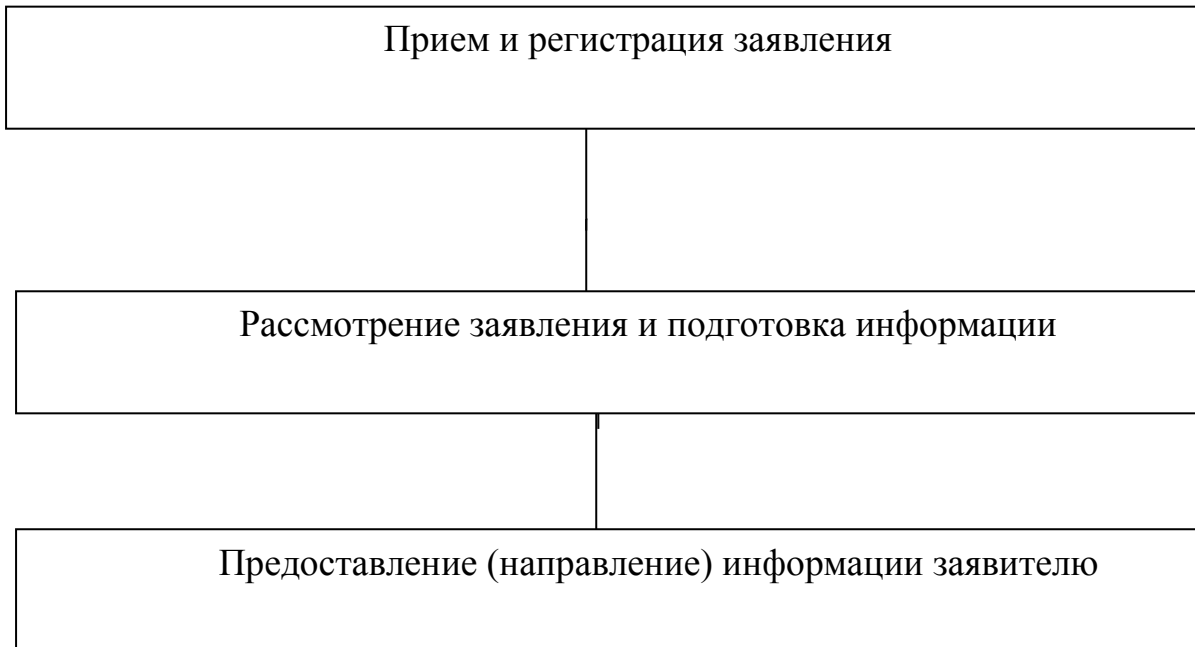 Прием и регистрация заявления
Рассмотрение заявления и подготовка информации
Предоставление (направление) информации заявителю